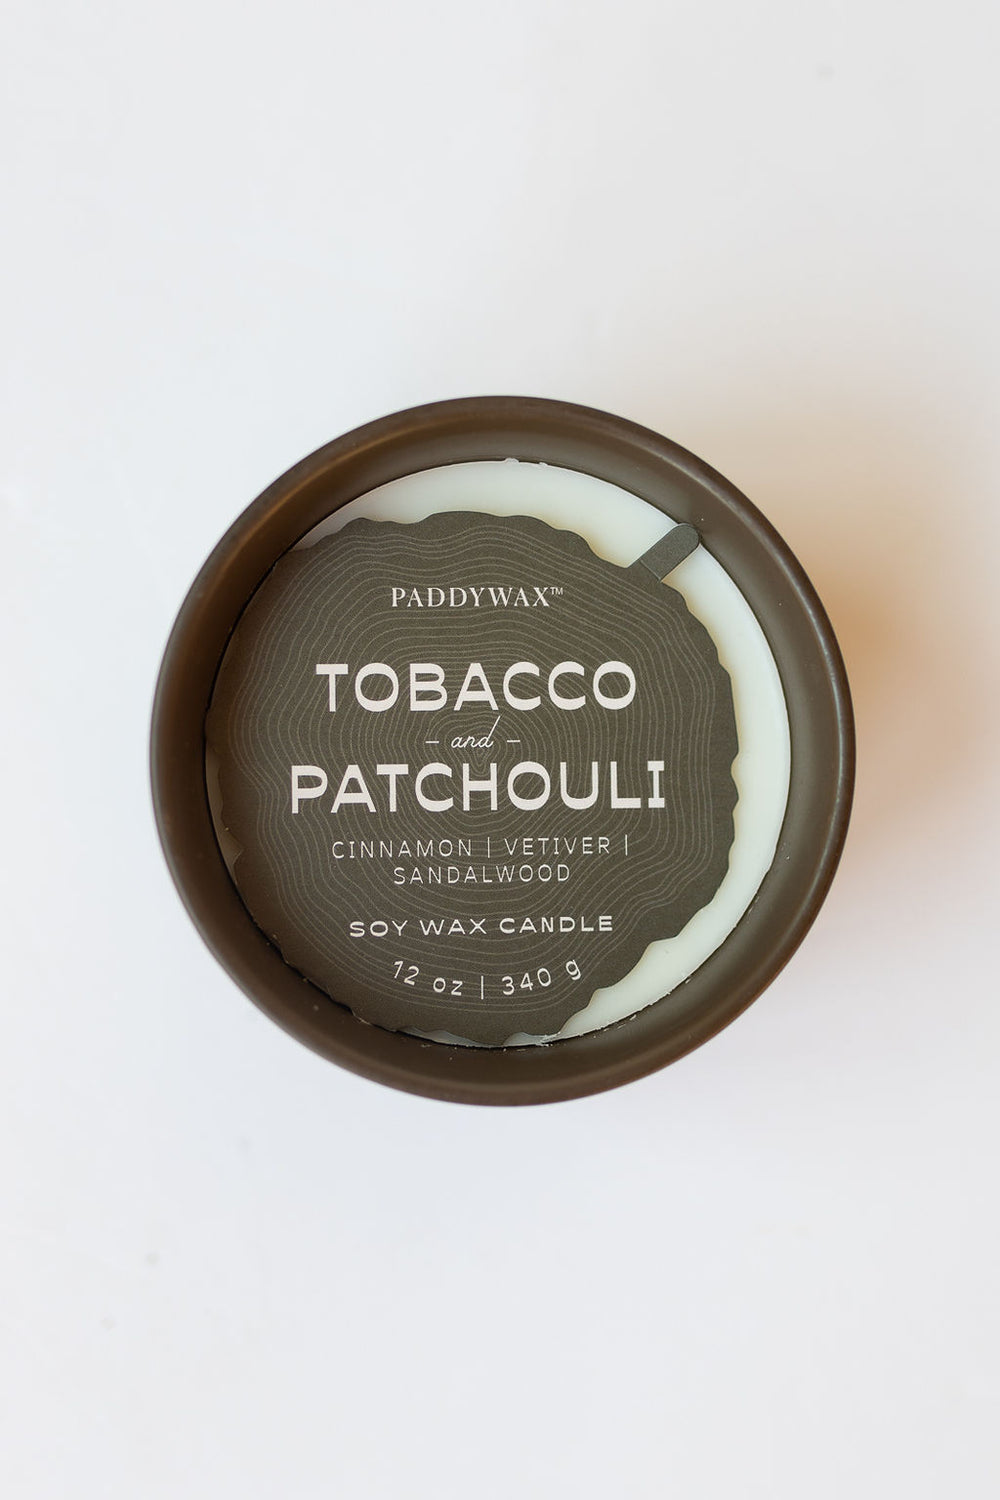 PADDYWAX™
TOBACCO
– and –
PATCHOULI
CINNAMON | VETIVER |
SANDALWOOD
SOY WAX CANDLE
12 oz | 340 g